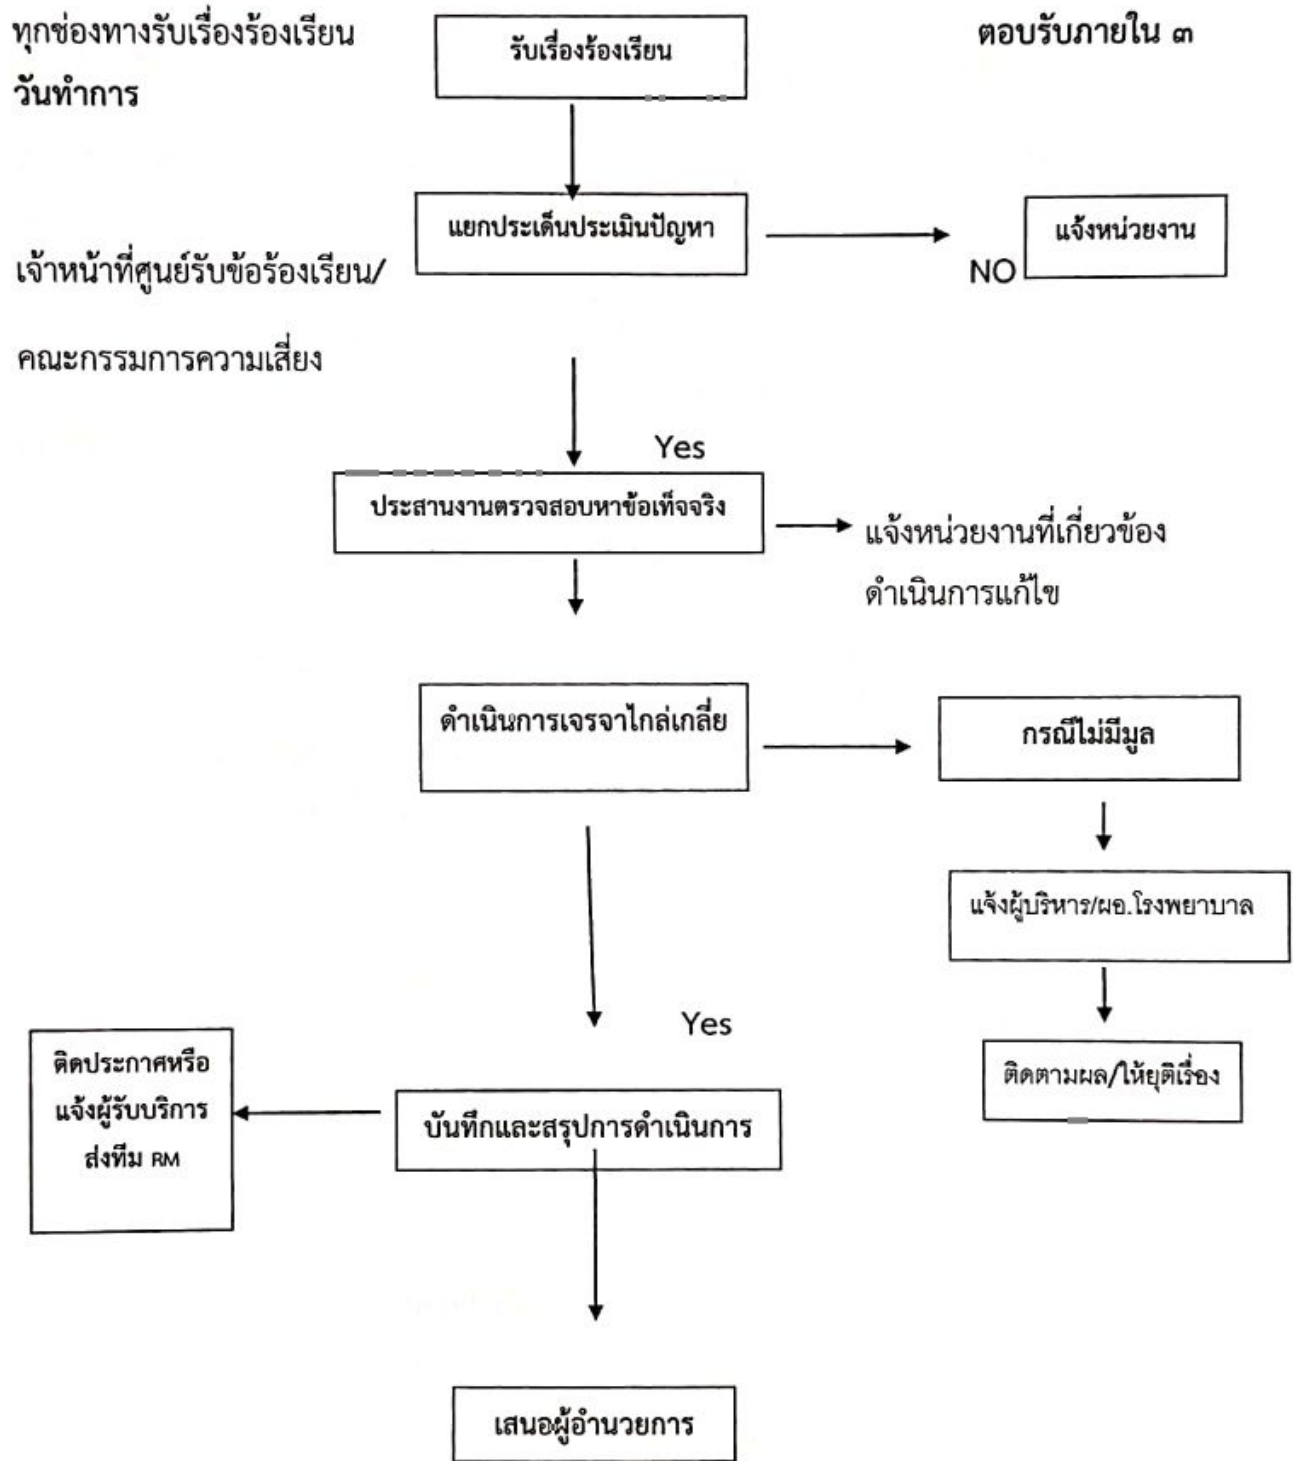 ทุกช่องทางรับเรื่องร้องเรียน
รับเรื่องร้องเรียน
ตอบรับภายใน ๓
วันทำการ
แยกประเด็นประเมินปัญหา
แจ้งหน่วยงาน
NO
เจ้าหน้าที่ศูนย์รับข้อร้องเรียน/
คณะกรรมการความเสี่ยง
Yes
ประสานงานตรวจสอบหาข้อเท็จจริง
แจ้งหน่วยงานที่เกี่ยวข้อง
ดำเนินการแก้ไข
ดำเนินการเจรจาไกล่เกลี่ย
กรณีไม่มีมูล
แจ้งผู้บริหาร/ผอ.โรงพยาบาล
Yes
ติดตามผล/ให้ยุติเรื่อง
ติดประกาศหรือ
แจ้งผู้รับบริการ
ส่งทีม RM
บันทึกและสรุปการดำเนินการ
เสนอผู้อำนวยการ